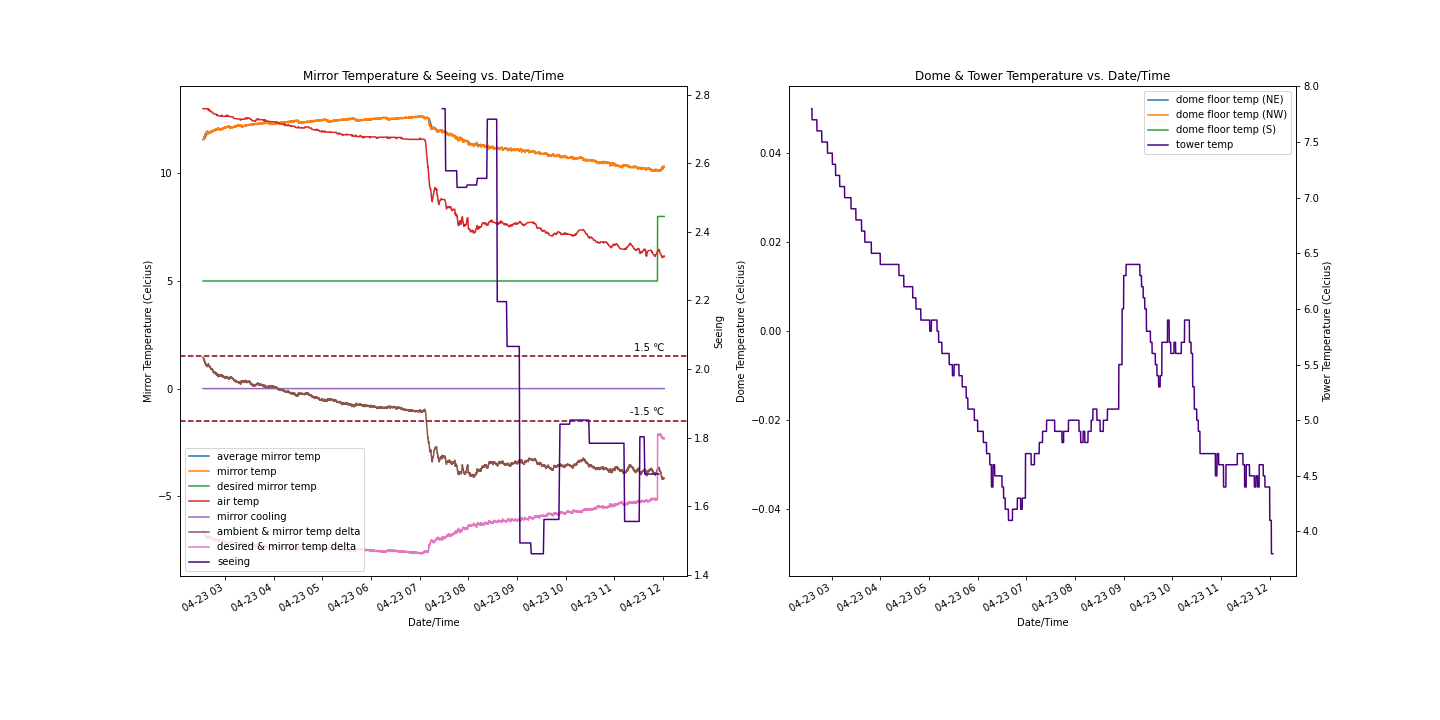 Mirror Temperature & Seeing vs. Date/Time
Mirror Temperature (Celcius)
10
5
0
−5
1.5 °C
-1.5 °C
average mirror temp
mirror temp
desired mirror temp
air temp
mirror cooling
ambient & mirror temp delta
desired & mirror temp delta
seeing
2.8
2.6
2.4
2.2
2.0
1.8
1.6
1.4
Seeing
04-23 03
04-23 04
04-23 05
04-23 06
04-23 07
04-23 08
04-23 09
04-23 10
04-23 11
04-23 12
Date/Time
Dome & Tower Temperature vs. Date/Time
Dome Temperature (Celcius)
0.04
0.02
0.00
−0.02
−0.04
dome floor temp (NE)
dome floor temp (NW)
dome floor temp (S)
tower temp
8.0
7.5
7.0
6.5
6.0
5.5
5.0
4.5
4.0
Tower Temperature (Celcius)
04-23 03
04-23 04
04-23 05
04-23 06
04-23 07
04-23 08
04-23 09
04-23 10
04-23 11
04-23 12
Date/Time